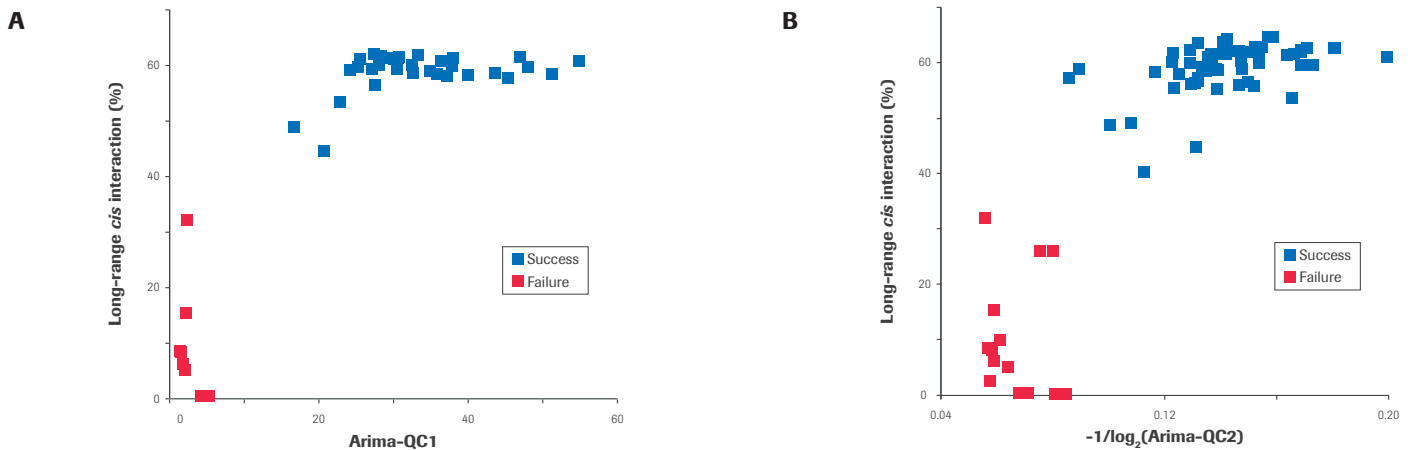 A
Long-range cis interaction (%)
60
40
20
0
0 20 40 60
Arima-QC1
Success
Failure
B
Long-range cis interaction (%)
60
40
20
0
0.04 0.12 0.20
-1/log₂(Arima-QC2)
Success
Failure